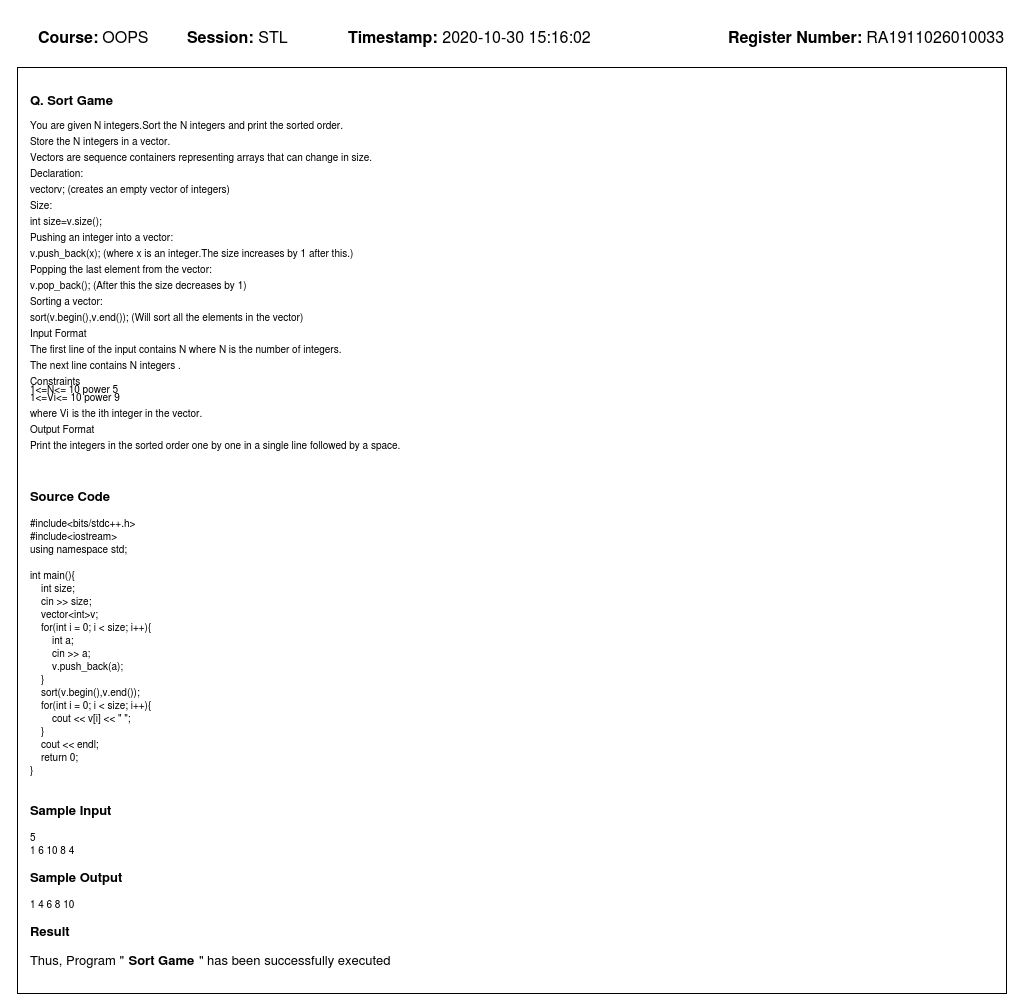 Course: OOPS Session: STL Timestamp: 2020-10-30 15:16:02 Register Number: RA1911026010033
Q. Sort Game
You are given N integers.Sort the N integers and print the sorted order.
Store the N integers in a vector.
Vectors are sequence containers representing arrays that can change in size.
Declaration:
vectorv; (creates an empty vector of integers)
Size:
int size=v.size();
Pushing an integer into a vector:
v.push_back(x); (where x is an integer.The size increases by 1 after this.)
Popping the last element from the vector:
v.pop_back(); (After this the size decreases by 1)
Sorting a vector:
sort(v.begin(),v.end()); (Will sort all the elements in the vector)
Input Format
The first line of the input contains N where N is the number of integers.
The next line contains N integers .
Constraints
1<=N<= 10 power 5
1<=Vi<= 10 power 9
where Vi is the ith integer in the vector.
Output Format
Print the integers in the sorted order one by one in a single line followed by a space.
Source Code
#include<bits/stdc++.h>
#include<iostream>
using namespace std;
int main(){
int size;
cin >> size;
vector<int>v;
for(int i = 0; i < size; i++){
int a;
cin >> a;
v.push_back(a);
}
sort(v.begin(),v.end());
for(int i = 0; i < size; i++){
cout << v[i] << " ";
}
cout << endl;
return 0;
}
Sample Input
5
1 6 10 8 4
Sample Output
1 4 6 8 10
Result
Thus, Program " Sort Game " has been successfully executed